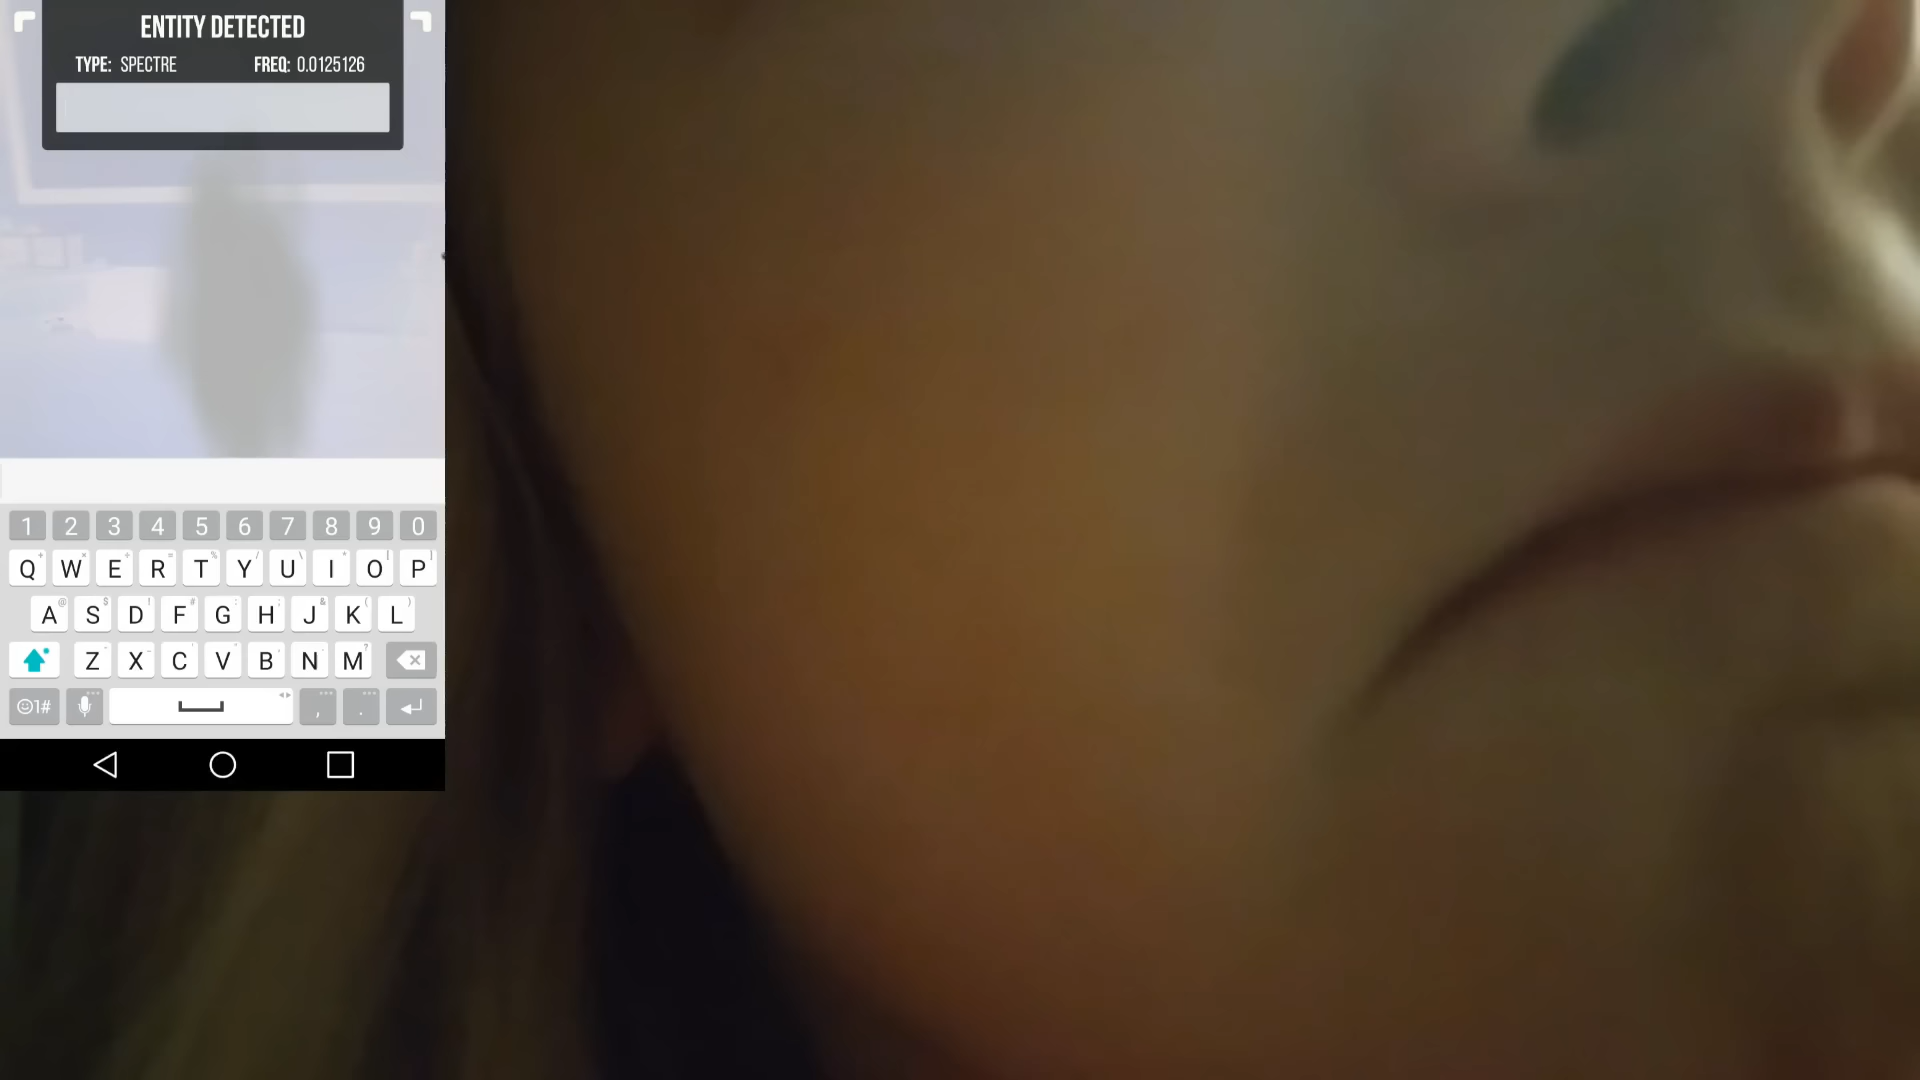 ENTITY DETECTED
TYPE: SPECTRE FREQ: 0.0125126
1 2 3 4 5 6 7 8 9 0
Q W E R T Y U I O P
A S D F G H J K L
Z X C V B N M
1# , .